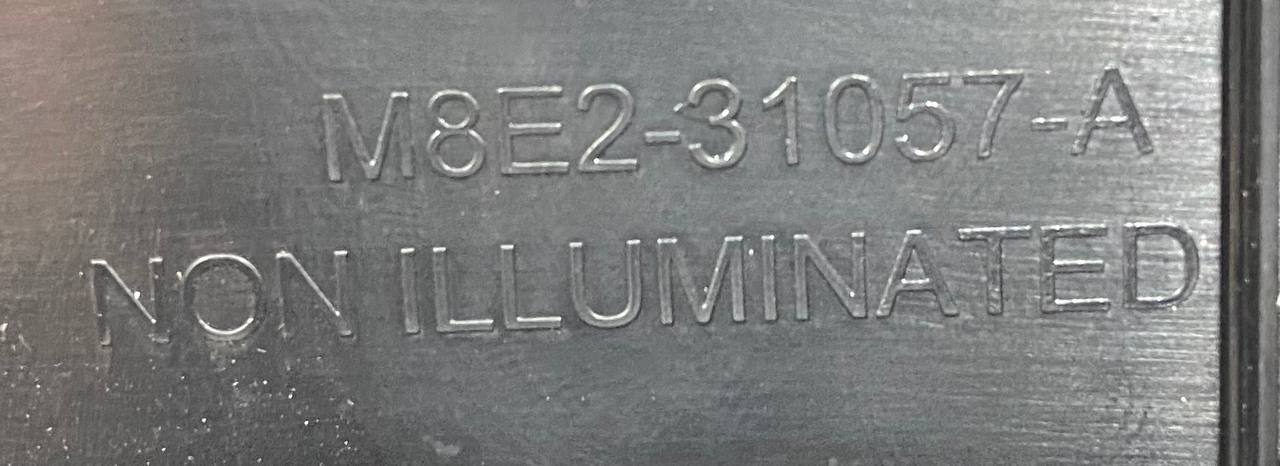 M8E2-31057-A
NON ILLUMINATED